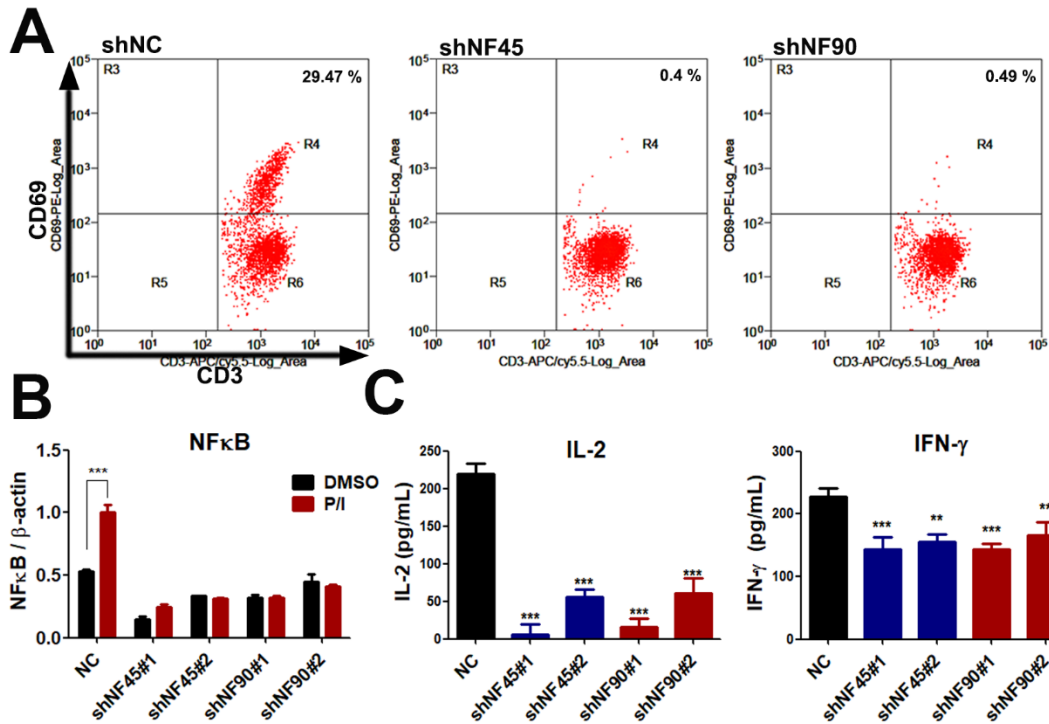 A
shNC
shNF45
shNF90
10⁵
R3
29.47 %
10⁴
R4
10³
10²
10¹
R5
R6
10⁰
10⁰ 10¹ 10² 10³ 10⁴ 10⁵
CD69
CD69-PE-Log_Area
CD3-APC/cy5.5-Log_Area
CD3
10⁵
R3
0.4 %
10⁴
R4
10³
10²
10¹
R5
R6
10⁰
10⁰ 10¹ 10² 10³ 10⁴ 10⁵
CD69-PE-Log_Area
CD3-APC/cy5.5-Log_Area
10⁵
R3
0.49 %
10⁴
R4
10³
10²
10¹
R5
R6
10⁰
10⁰ 10¹ 10² 10³ 10⁴ 10⁵
CD69-PE-Log_Area
CD3-APC/cy5.5-Log_Area
B
NFκB
NFκB / β-actin
1.5
1.0
0.5
0.0
***
DMSO
P/I
NC
shNF45#1
shNF45#2
shNF90#1
shNF90#2
C
IL-2
IL-2 (pg/mL)
250
200
150
100
50
0
***
***
***
***
NC
shNF45#1
shNF45#2
shNF90#1
shNF90#2
IFN-γ
IFN-γ (pg/mL)
300
200
100
0
***
**
***
**
NC
shNF45#1
shNF45#2
shNF90#1
shNF90#2